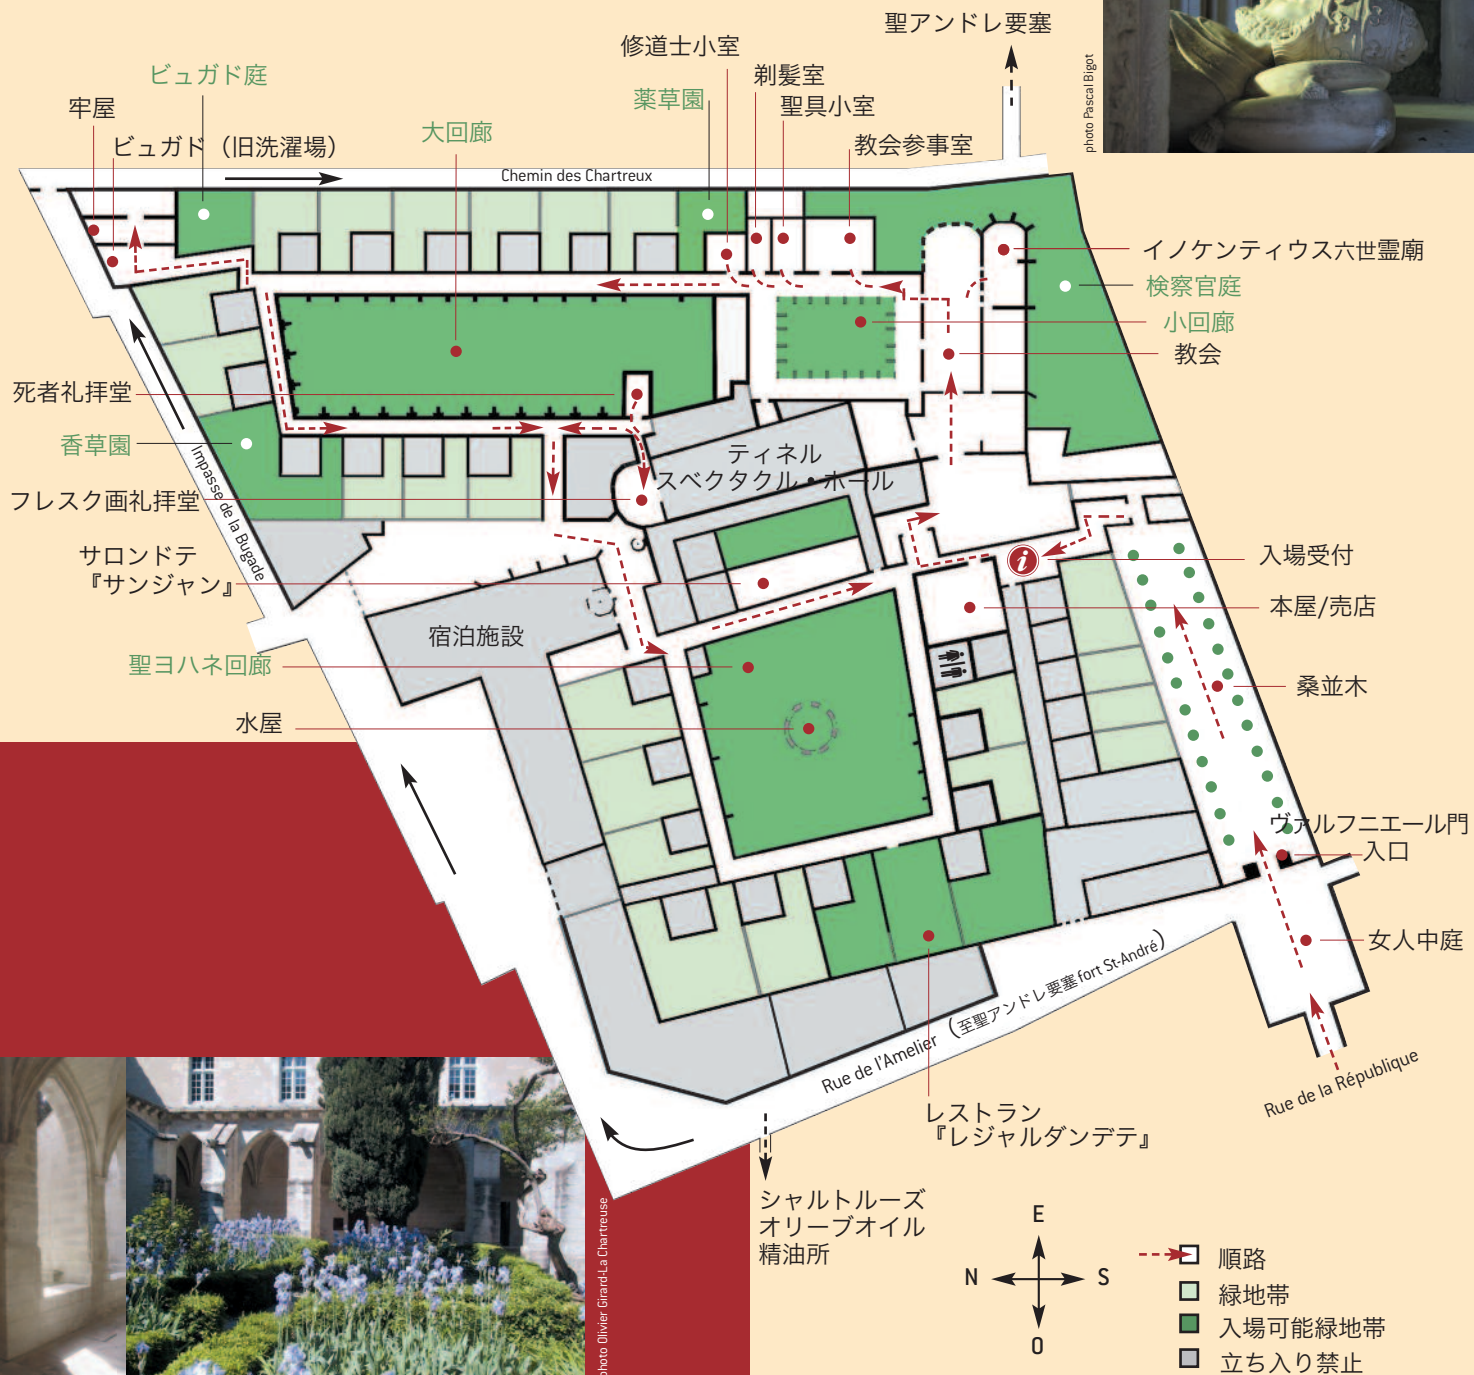 聖アンドレ要塞
修道士小室
剃髪室
ビュガド庭
薬草園
聖具小室
牢屋
大回廊
ビュガド（旧洗濯場）
教会参事室
photo Pascal Bigot
Chemin des Chartreux
イノケンティウス六世霊廟
検察官庭
小回廊
教会
死者礼拝堂
香草園
ティネル
スペクタクル・ホール
フレスク画礼拝堂
Impasse de la Bugade
サロンドテ
『サンジャン』
i
入場受付
本屋/売店
宿泊施設
聖ヨハネ回廊
桑並木
水屋
ヴァルフニエール門
入口
女人中庭
Rue de l'Amelier （至聖アンドレ要塞fort St-André）
Rue de la République
レストラン
『レジャルダンデテ』
シャルトルーズ
オリーブオイル
精油所
photo Olivier Girard-La Chartreuse
E
N S
O
順路
緑地帯
入場可能緑地帯
立ち入り禁止